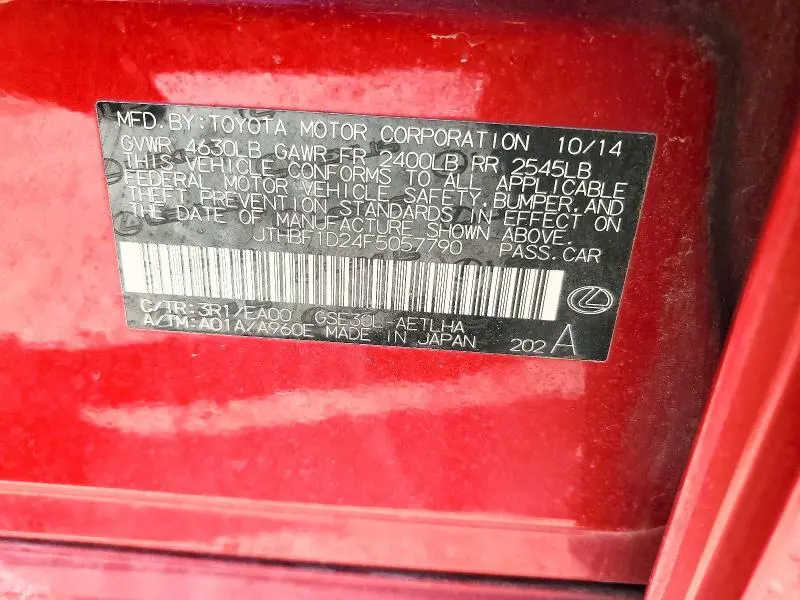 MFD.BY:TOYOTA MOTOR CORPORATION 10/14
GVWR 4630LB GAWR FR 2400LB RR 2545LB
THIS VEHICLE CONFORMS TO ALL APPLICABLE
FEDERAL MOTOR VEHICLE SAFETY,BUMPER,AND
THEFT PREVENTION STANDARDS IN EFFECT ON
THE DATE OF MANUFACTURE SHOWN ABOVE.
JTHBF1D24F5057790 PASS.CAR
C/TR:3R1/EA00 GSE30L-AETLHA
A/TM:A01A/A960E MADE IN JAPAN 202A